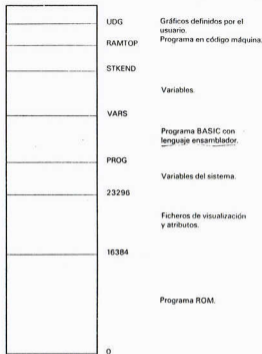 UDG
Gráficos definidos por el
usuario.
RAMTOP
Programa en código máquina.
STKEND
Variables.
VARS
Programa BASIC con
lenguaje ensamblador.
PROG
Variables del sistema.
23296
Ficheros de visualización
y atributos.
16384
Programa ROM.
0